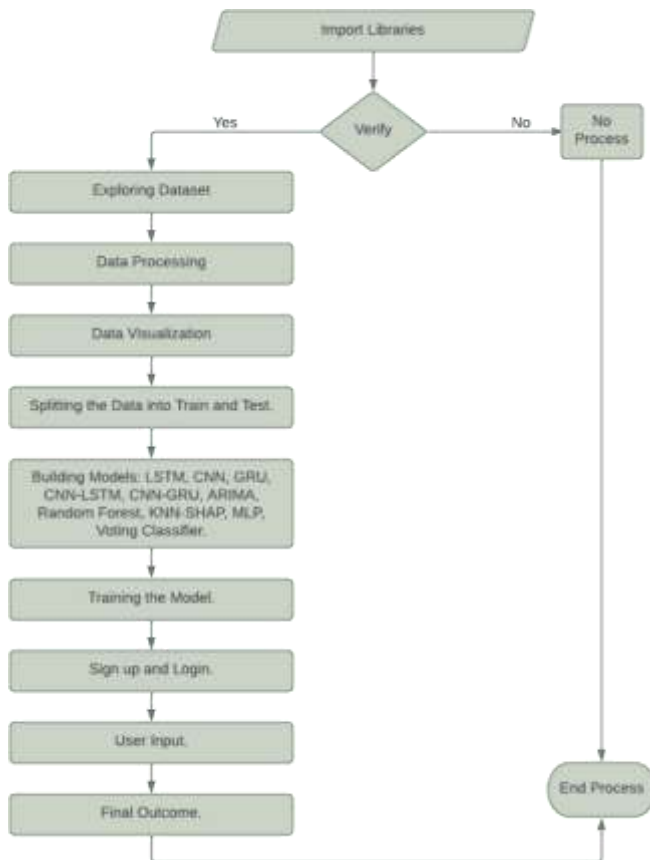 Import Libraries
Yes
Verify
No
No
Process
Exploring Dataset
Data Processing
Data Visualization
Splitting the Data into Train and Test.
Building Models: LSTM, CNN, GRU,
CNN-LSTM, CNN-GRU, ARIMA,
Random Forest, KNN-SHAP, MLP,
Voting Classifier.
Training the Model.
Sign up and Login.
User Input.
Final Outcome.
End Process